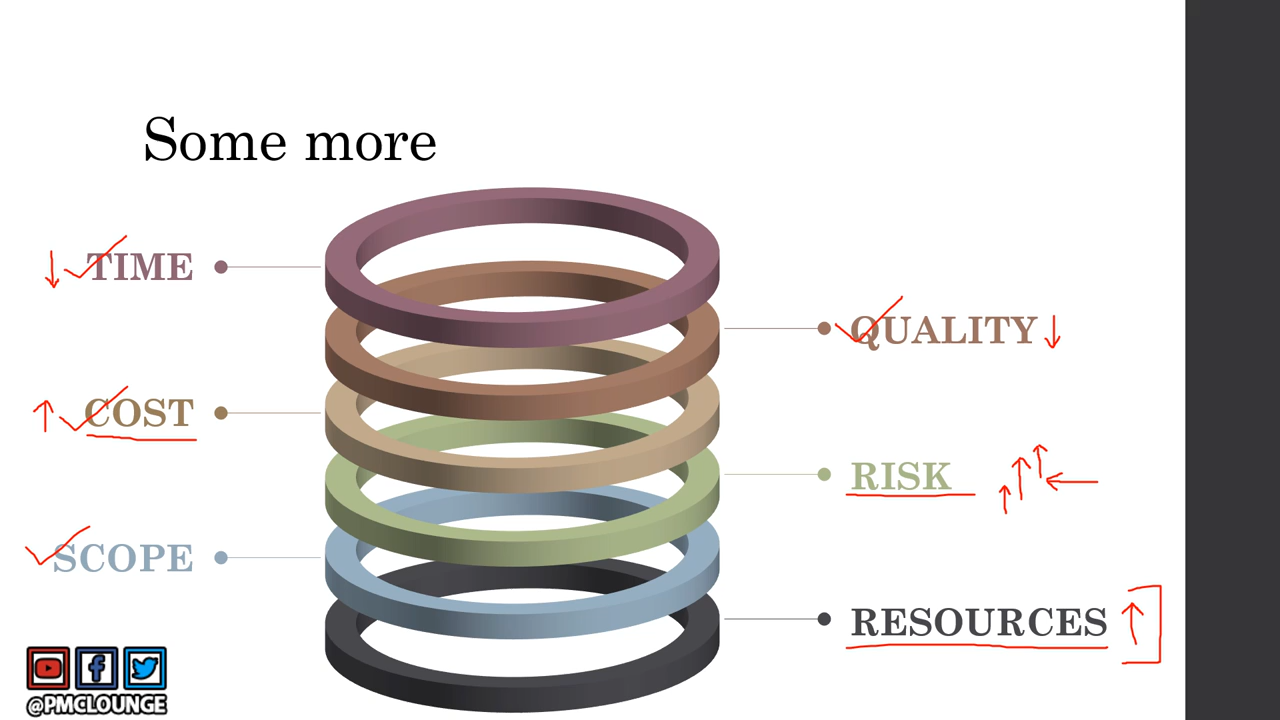 Some more
TIME
QUALITY
COST
RISK
SCOPE
RESOURCES
@PMCLOUNGE